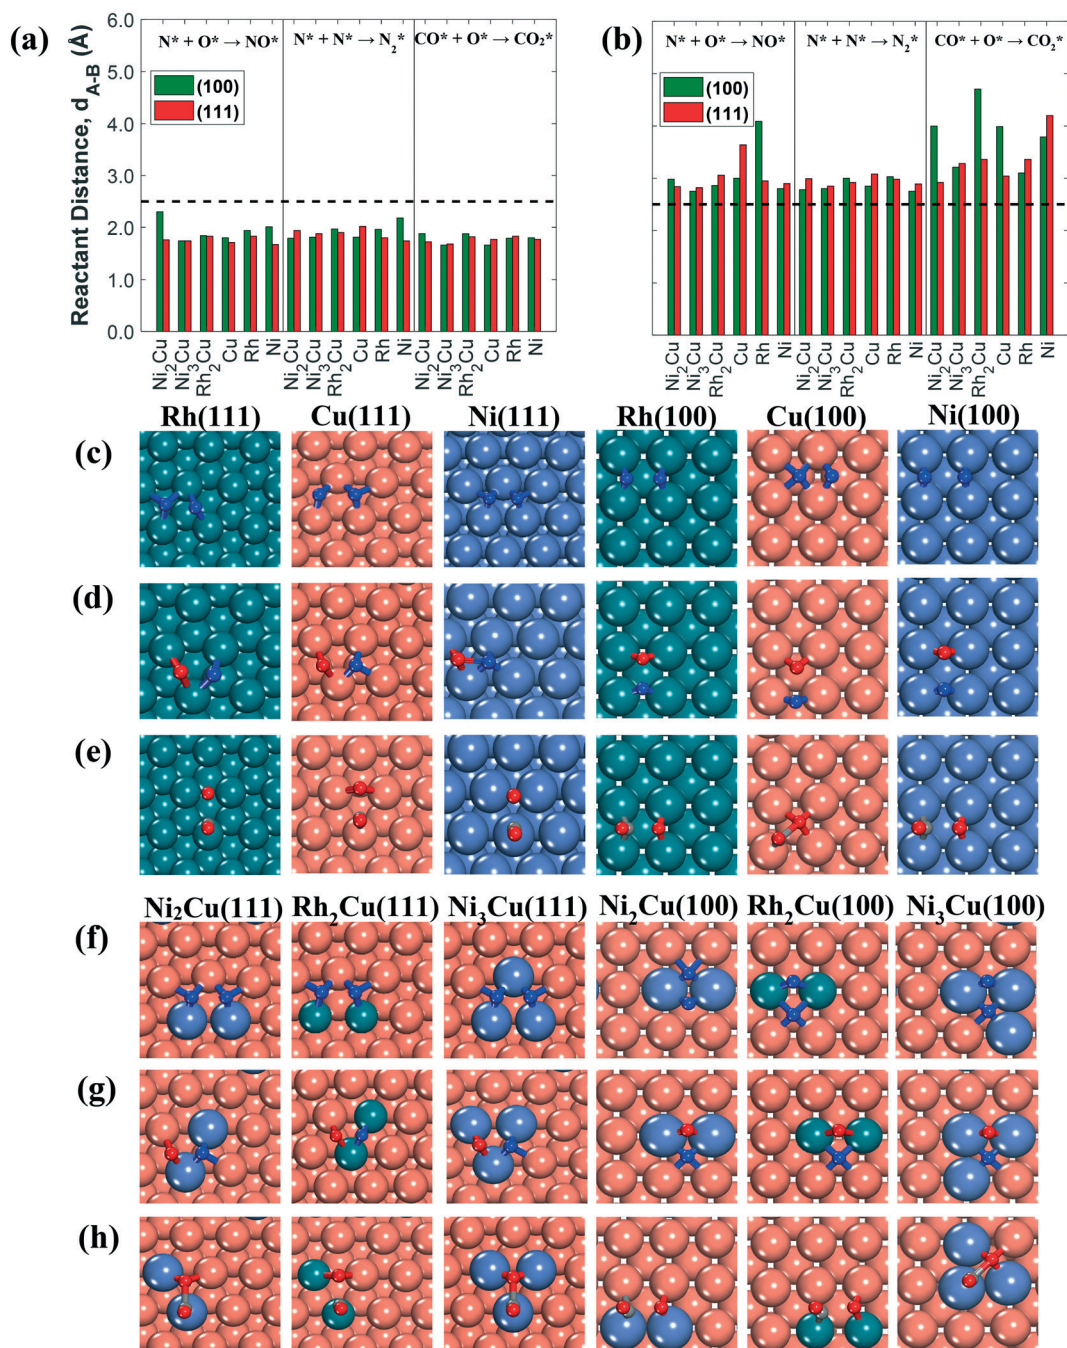 (a)
Reactant Distance, d_A-B (Å)
6.0
5.0
4.0
3.0
2.0
1.0
0.0
N* + O* → NO*
N* + N* → N₂*
CO* + O* → CO₂*
(100)
(111)
Ni₂Cu
Ni₃Cu
Rh₂Cu
Cu
Rh
Ni
Ni₂Cu
Ni₃Cu
Rh₂Cu
Cu
Rh
Ni
Ni₂Cu
Ni₃Cu
Rh₂Cu
Cu
Rh
Ni
(b)
N* + O* → NO*
N* + N* → N₂*
CO* + O* → CO₂*
(100)
(111)
Ni₂Cu
Ni₃Cu
Rh₂Cu
Cu
Rh
Ni
Ni₂Cu
Ni₃Cu
Rh₂Cu
Cu
Rh
Ni
Ni₂Cu
Ni₃Cu
Rh₂Cu
Cu
Rh
Ni
Rh(111) Cu(111) Ni(111) Rh(100) Cu(100) Ni(100)
(c)
(d)
(e)
Ni₂Cu(111) Rh₂Cu(111) Ni₃Cu(111) Ni₂Cu(100) Rh₂Cu(100) Ni₃Cu(100)
(f)
(g)
(h)